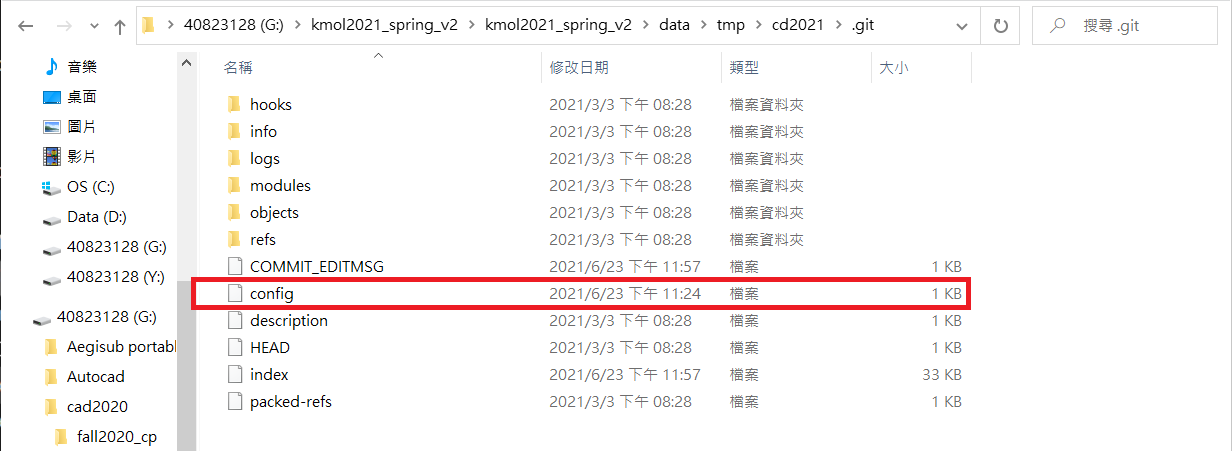 40823128 (G:) › kmol2021_spring_v2 › kmol2021_spring_v2 › data › tmp › cd2021 › .git
搜尋 .git
音樂
桌面
圖片
影片
OS (C:)
Data (D:)
40823128 (G:)
40823128 (Y:)
40823128 (G:)
Aegisub portabl
Autocad
cad2020
fall2020_cp
名稱 修改日期 類型 大小
hooks 2021/3/3 下午 08:28 檔案資料夾
info 2021/3/3 下午 08:28 檔案資料夾
logs 2021/3/3 下午 08:28 檔案資料夾
modules 2021/3/3 下午 08:28 檔案資料夾
objects 2021/3/3 下午 08:28 檔案資料夾
refs 2021/3/3 下午 08:28 檔案資料夾
COMMIT_EDITMSG 2021/6/23 下午 11:57 檔案 1 KB
config 2021/6/23 下午 11:24 檔案 1 KB
description 2021/3/3 下午 08:28 檔案 1 KB
HEAD 2021/3/3 下午 08:28 檔案 1 KB
index 2021/6/23 下午 11:57 檔案 33 KB
packed-refs 2021/3/3 下午 08:28 檔案 1 KB